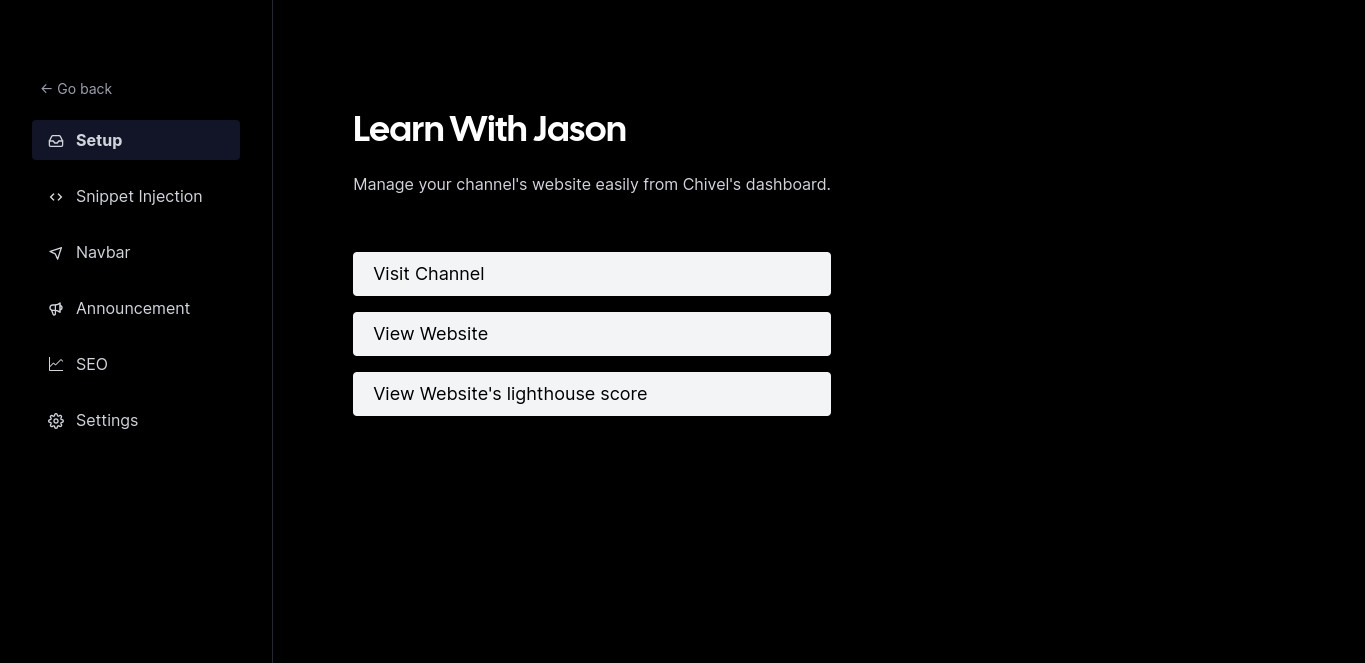 ← Go back
Setup
Snippet Injection
Navbar
Announcement
SEO
Settings
Learn With Jason
Manage your channel's website easily from Chivel's dashboard.
Visit Channel
View Website
View Website's lighthouse score